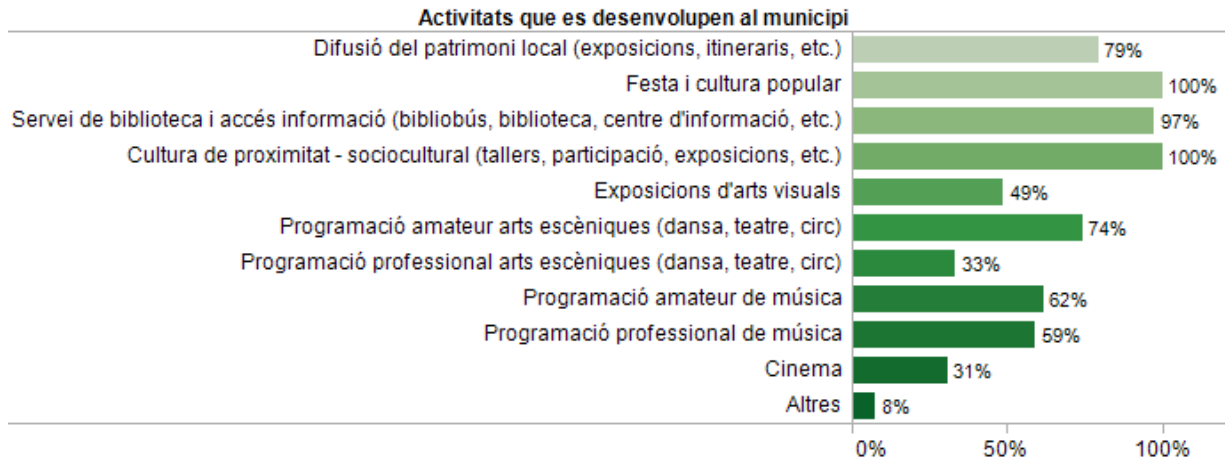 Activitats que es desenvolupen al municipi
Difusió del patrimoni local (exposicions, itineraris, etc.) 79%
Festa i cultura popular 100%
Servei de biblioteca i accés informació (bibliobús, biblioteca, centre d'informació, etc.) 97%
Cultura de proximitat - sociocultural (tallers, participació, exposicions, etc.) 100%
Exposicions d'arts visuals 49%
Programació amateur arts escèniques (dansa, teatre, circ) 74%
Programació professional arts escèniques (dansa, teatre, circ) 33%
Programació amateur de música 62%
Programació professional de música 59%
Cinema 31%
Altres 8%
0% 50% 100%